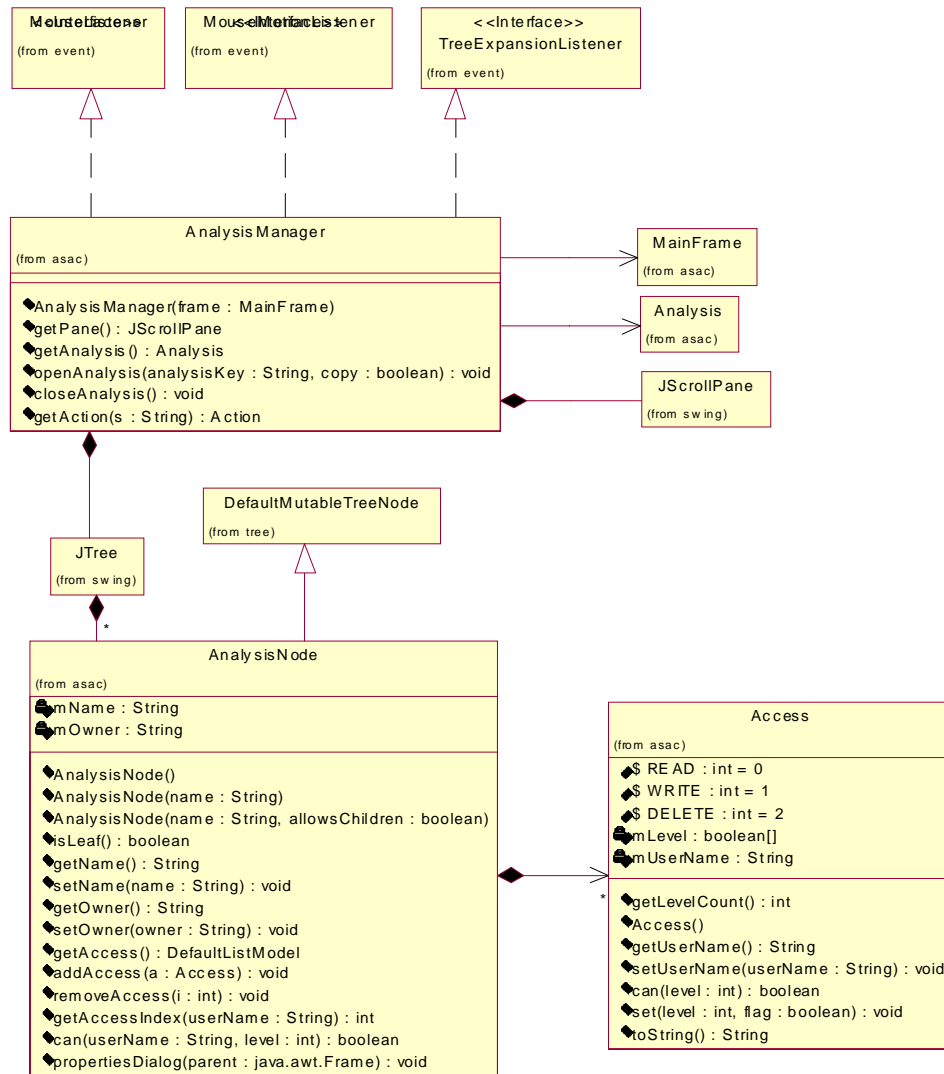 MouseListener
(from event)
MouseMotionListener
(from event)
<<Interface>>
TreeExpansionListener
(from event)
AnalysisManager
(from asac)
AnalysisManager(frame : MainFrame)
getPane() : JScrollPane
getAnalysis() : Analysis
openAnalysis(analysisKey : String, copy : boolean) : void
closeAnalysis() : void
getAction(s : String) : Action
MainFrame
(from asac)
Analysis
(from asac)
JScrollPane
(from swing)
DefaultMutableTreeNode
(from tree)
JTree
(from swing)
*
AnalysisNode
(from asac)
mName : String
mOwner : String
AnalysisNode()
AnalysisNode(name : String)
AnalysisNode(name : String, allowsChildren : boolean)
isLeaf() : boolean
getName() : String
setName(name : String) : void
getOwner() : String
setOwner(owner : String) : void
getAccess() : DefaultListModel
addAccess(a : Access) : void
removeAccess(i : int) : void
getAccessIndex(userName : String) : int
can(userName : String, level : int) : boolean
propertiesDialog(parent : java.awt.Frame) : void
*
Access
(from asac)
$ READ : int = 0
$ WRITE : int = 1
$ DELETE : int = 2
mLevel : boolean[]
mUserName : String
getLevelCount() : int
Access()
getUserName() : String
setUserName(userName : String) : void
can(level : int) : boolean
set(level : int, flag : boolean) : void
toString() : String